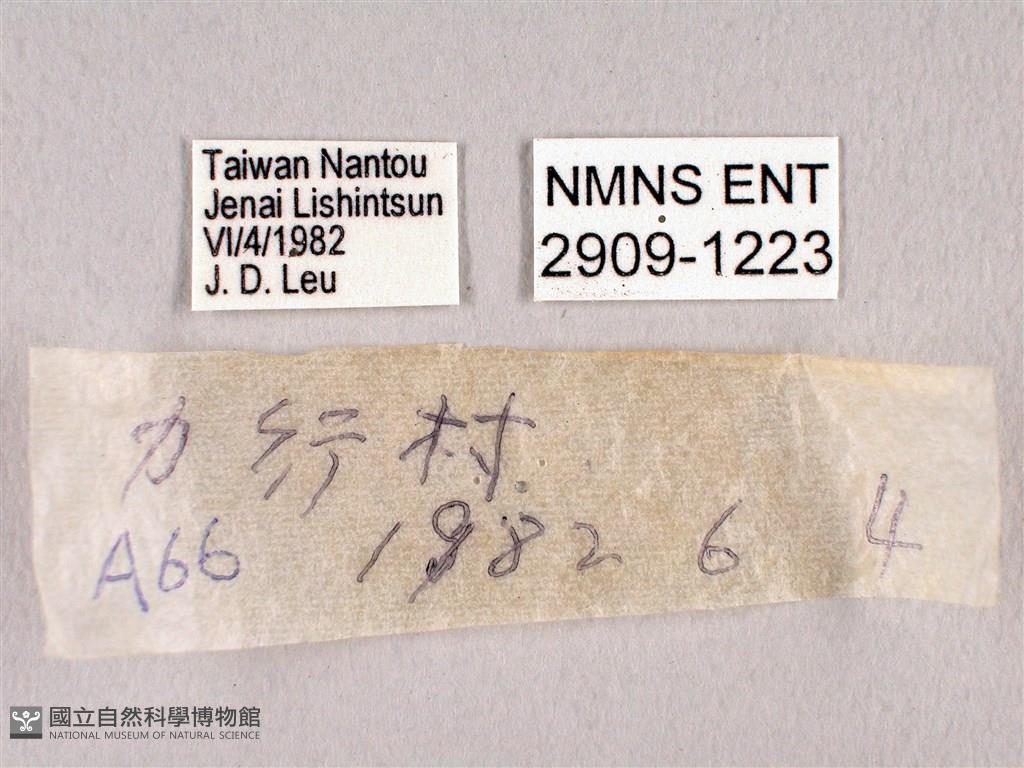 Taiwan Nantou
Jenai Lishintsun
VI/4/1982
J. D. Leu
NMNS ENT
2909-1223
力行村
A66 1982 6 4
國立自然科學博物館
NATIONAL MUSEUM OF NATURAL SCIENCE